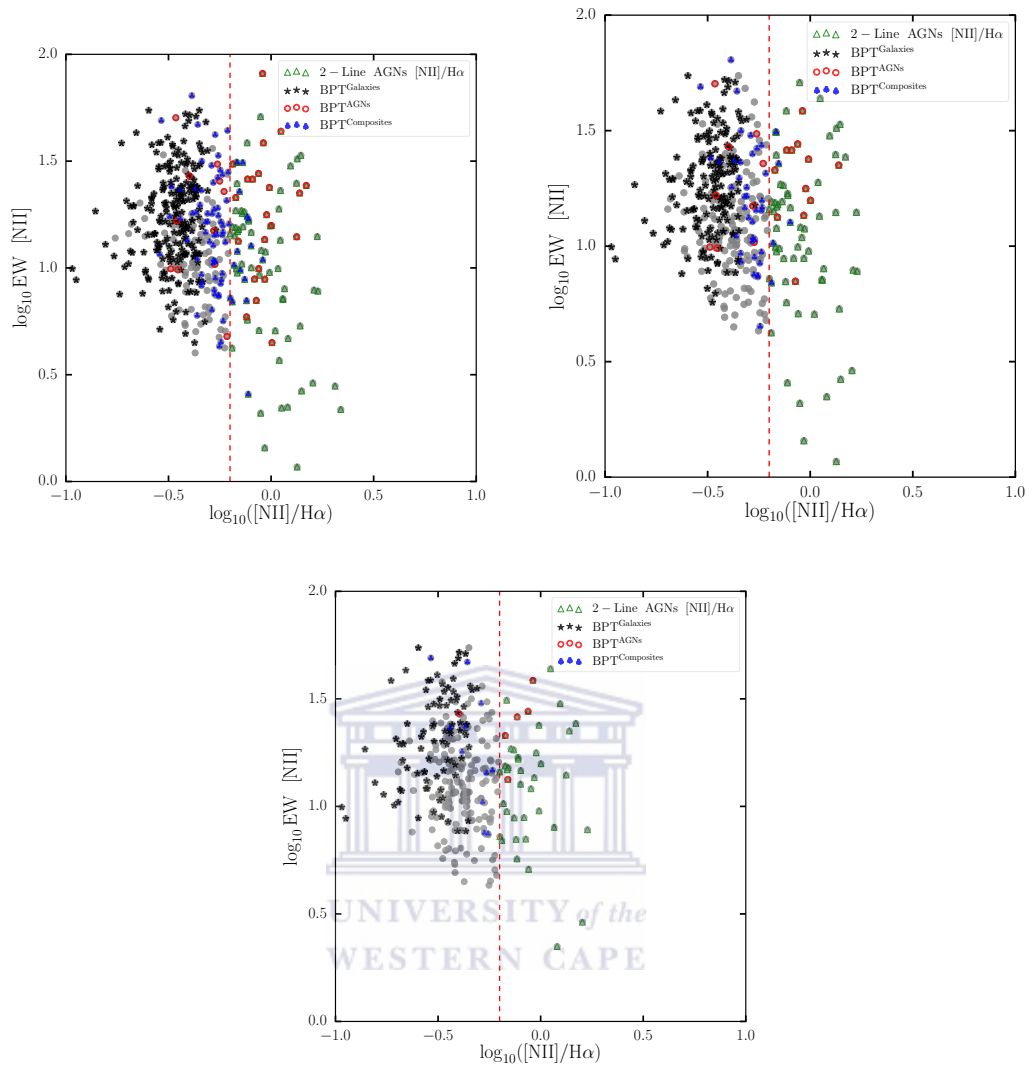 2.0
1.5
1.0
0.5
0.0
−1.0 −0.5 0.0 0.5 1.0
log₁₀([NII]/Hα)
log₁₀ EW [NII]
2−Line AGNs [NII]/Hα
BPT^Galaxies
BPT^AGNs
BPT^Composites
2.0
1.5
1.0
0.5
0.0
−1.0 −0.5 0.0 0.5 1.0
log₁₀([NII]/Hα)
log₁₀ EW [NII]
2−Line AGNs [NII]/Hα
BPT^Galaxies
BPT^AGNs
BPT^Composites
2.0
1.5
1.0
0.5
0.0
−1.0 −0.5 0.0 0.5 1.0
log₁₀([NII]/Hα)
log₁₀ EW [NII]
2−Line AGNs [NII]/Hα
BPT^Galaxies
BPT^AGNs
BPT^Composites
UNIVERSITY of the
WESTERN CAPE